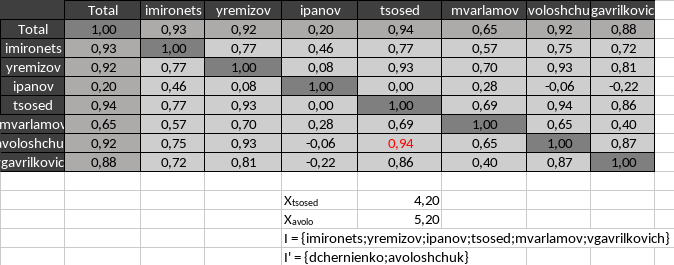 Total imironets yremizov ipanov tsosed mvarlamov voloshchu gavrilkovic
Total 1,00 0,93 0,92 0,20 0,94 0,65 0,92 0,88
imironets 0,93 1,00 0,77 0,46 0,77 0,57 0,75 0,72
yremizov 0,92 0,77 1,00 0,08 0,93 0,70 0,93 0,81
ipanov 0,20 0,46 0,08 1,00 0,00 0,28 -0,06 -0,22
tsosed 0,94 0,77 0,93 0,00 1,00 0,69 0,94 0,86
mvarlamov 0,65 0,57 0,70 0,28 0,69 1,00 0,65 0,40
avoloshchu 0,92 0,75 0,93 -0,06 0,94 0,65 1,00 0,87
gavrilkovic 0,88 0,72 0,81 -0,22 0,86 0,40 0,87 1,00
Xtsosed 4,20
Xavolo 5,20
I = {imironets;yremizov;ipanov;tsosed;mvarlamov;vgavrilkovich}
I' = {dchernienko;avoloshchuk}